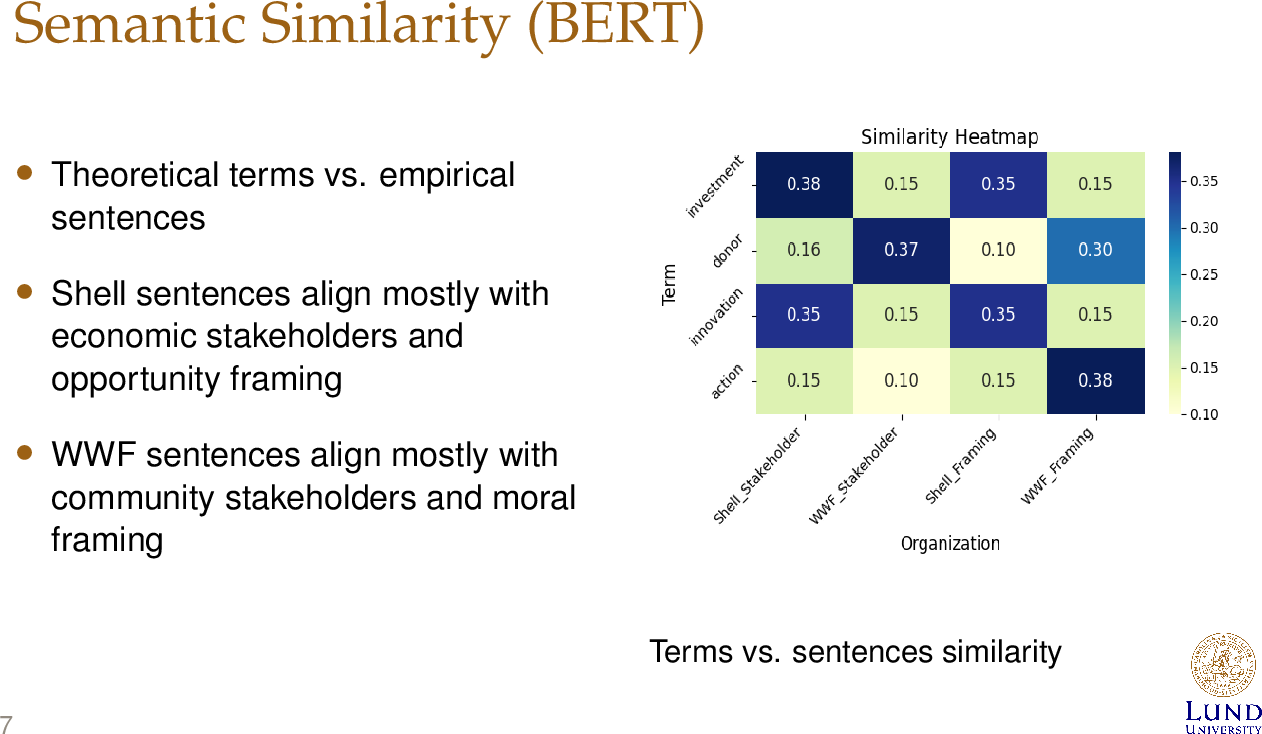 Semantic Similarity (BERT)
• Theoretical terms vs. empirical
sentences
• Shell sentences align mostly with
economic stakeholders and
opportunity framing
• WWF sentences align mostly with
community stakeholders and moral
framing
Similarity Heatmap
Term
investment 0.38 0.15 0.35 0.15
donor 0.16 0.37 0.10 0.30
innovation 0.35 0.15 0.35 0.15
action 0.15 0.10 0.15 0.38
Shell_Stakeholder WWF_Stakeholder Shell_Framing WWF_Framing
Organization
0.35
0.30
0.25
0.20
0.15
0.10
Terms vs. sentences similarity
LUND
UNIVERSITY
7